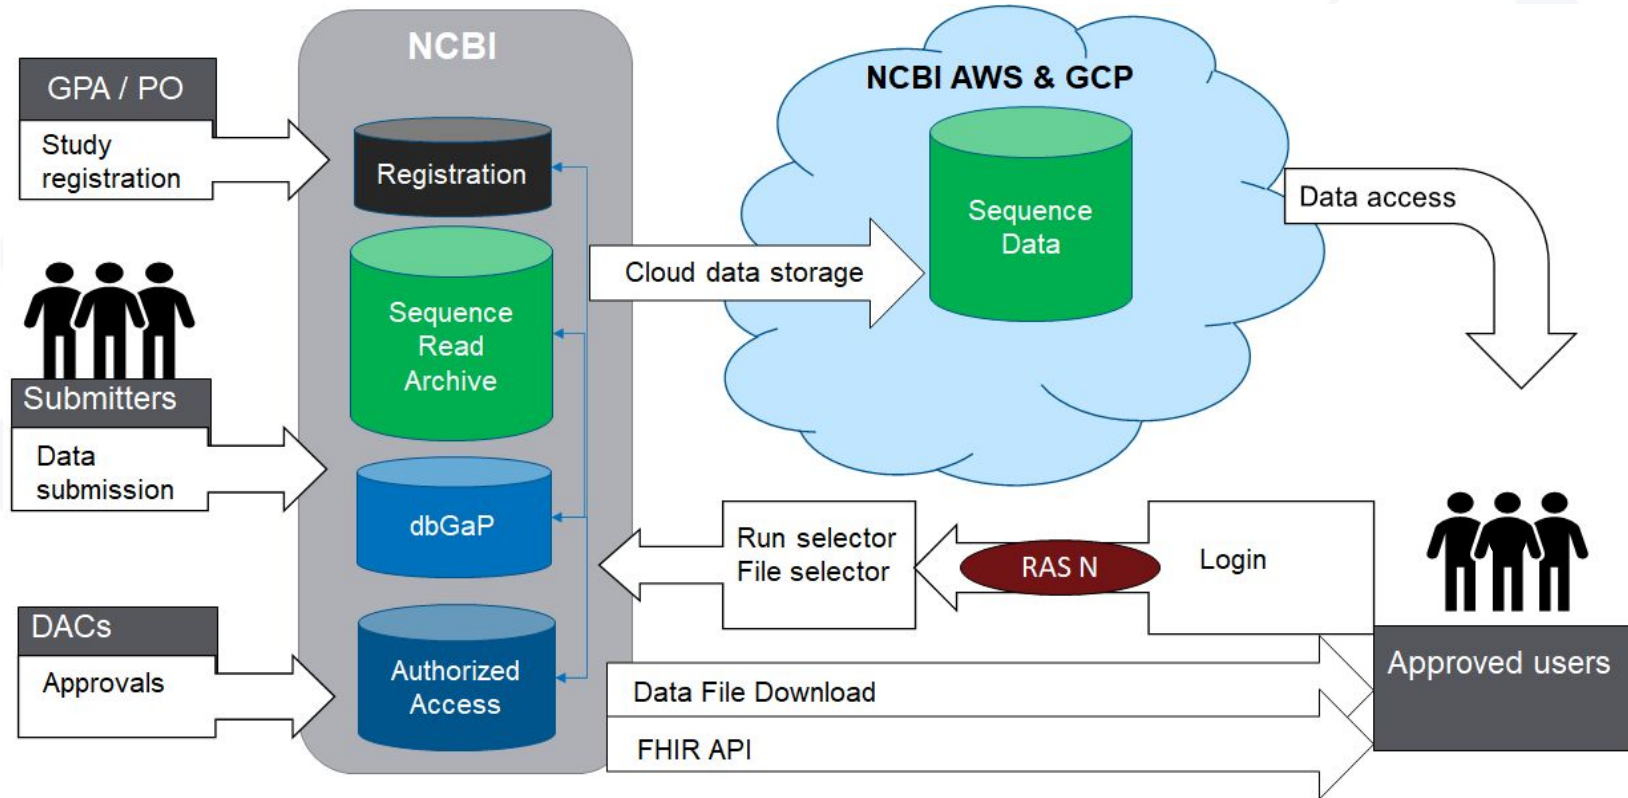 NCBI
GPA / PO
Study
registration
Registration
NCBI AWS & GCP
Sequence
Data
Data access
Cloud data storage
Sequence
Read
Archive
Submitters
Data
submission
dbGaP
Run selector
File selector
RAS N
Login
DACs
Approvals
Authorized
Access
Data File Download
FHIR API
Approved users